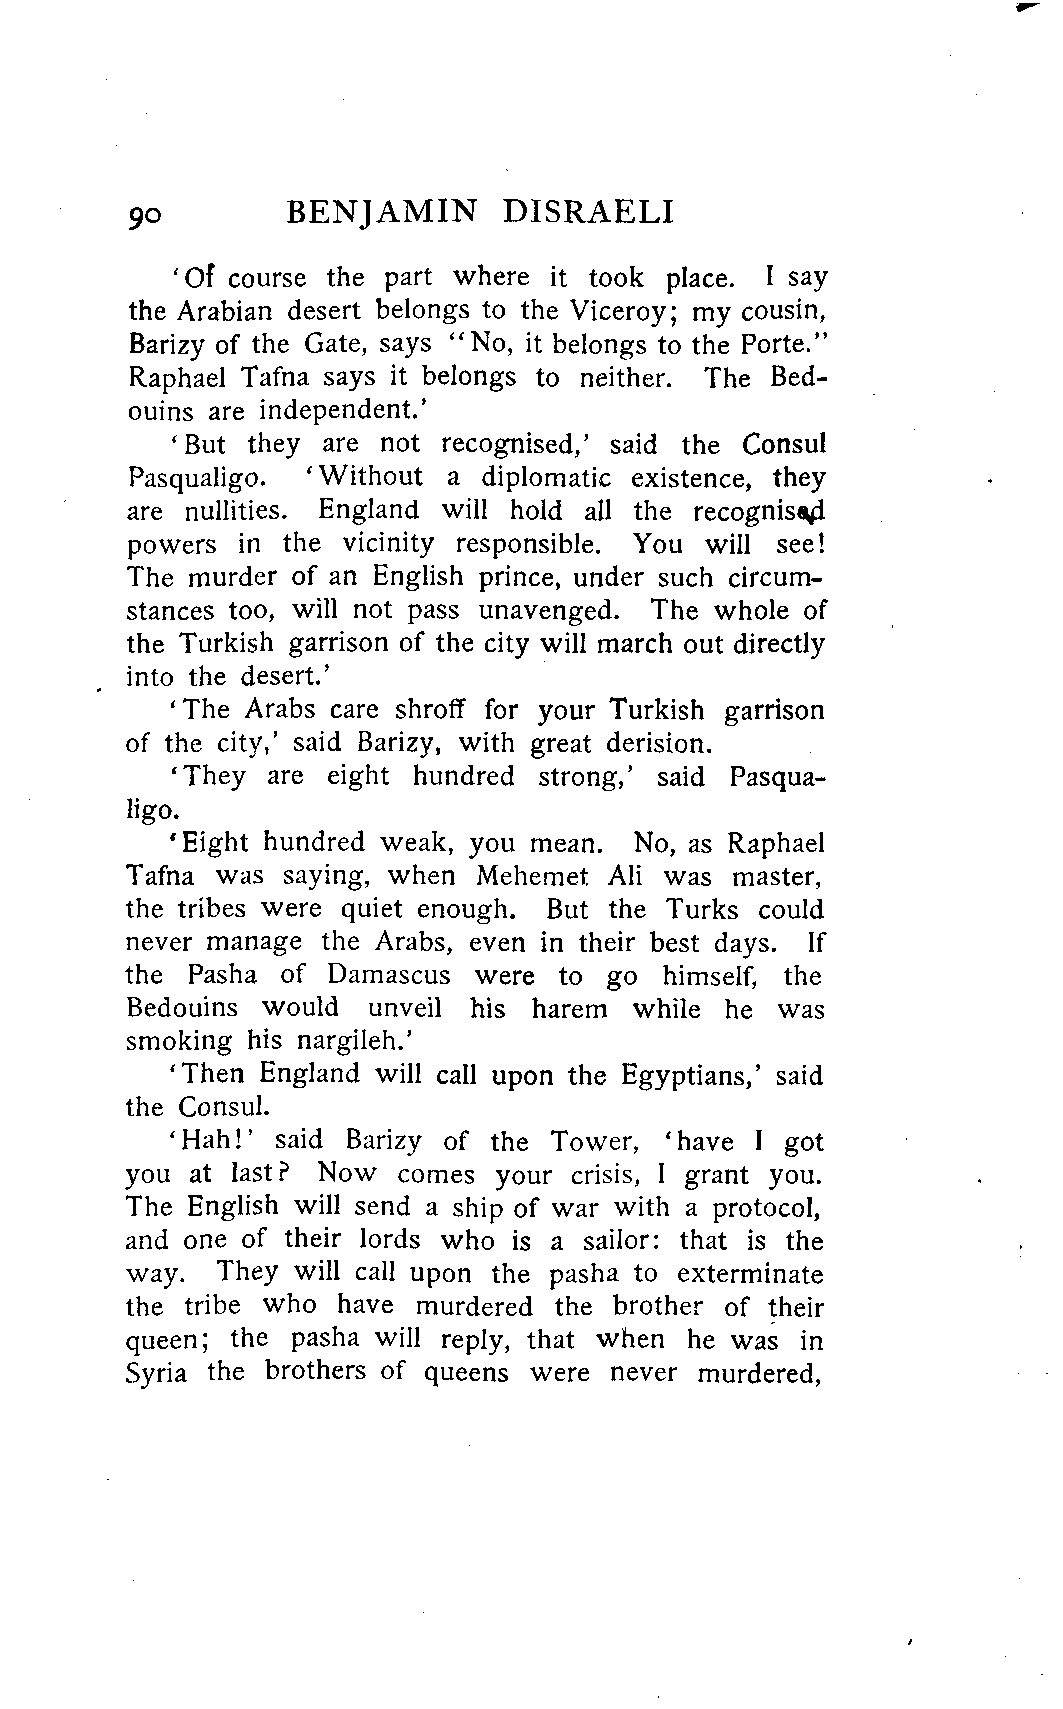 90 BENJAMIN DISRAELI
‘Of course the part where it took place. I say
the Arabian desert belongs to the Viceroy; my cousin,
Barizy of the Gate, says “No, it belongs to the Porte.”
Raphael Tafna says it belongs to neither. The Bed-
ouins are independent.’
‘But they are not recognised,’ said the Consul
Pasqualigo. ‘Without a diplomatic existence, they
are nullities. England will hold all the recognised
powers in the vicinity responsible. You will see!
The murder of an English prince, under such circum-
stances too, will not pass unavenged. The whole of
the Turkish garrison of the city will march out directly
into the desert.’
‘The Arabs care shroff for your Turkish garrison
of the city,’ said Barizy, with great derision.
‘They are eight hundred strong,’ said Pasqua-
ligo.
‘Eight hundred weak, you mean. No, as Raphael
Tafna was saying, when Mehemet Ali was master,
the tribes were quiet enough. But the Turks could
never manage the Arabs, even in their best days. If
the Pasha of Damascus were to go himself, the
Bedouins would unveil his harem while he was
smoking his nargileh.’
‘Then England will call upon the Egyptians,’ said
the Consul.
‘Hah!’ said Barizy of the Tower, ‘have I got
you at last? Now comes your crisis, I grant you.
The English will send a ship of war with a protocol,
and one of their lords who is a sailor: that is the
way. They will call upon the pasha to exterminate
the tribe who have murdered the brother of their
queen; the pasha will reply, that when he was in
Syria the brothers of queens were never murdered,